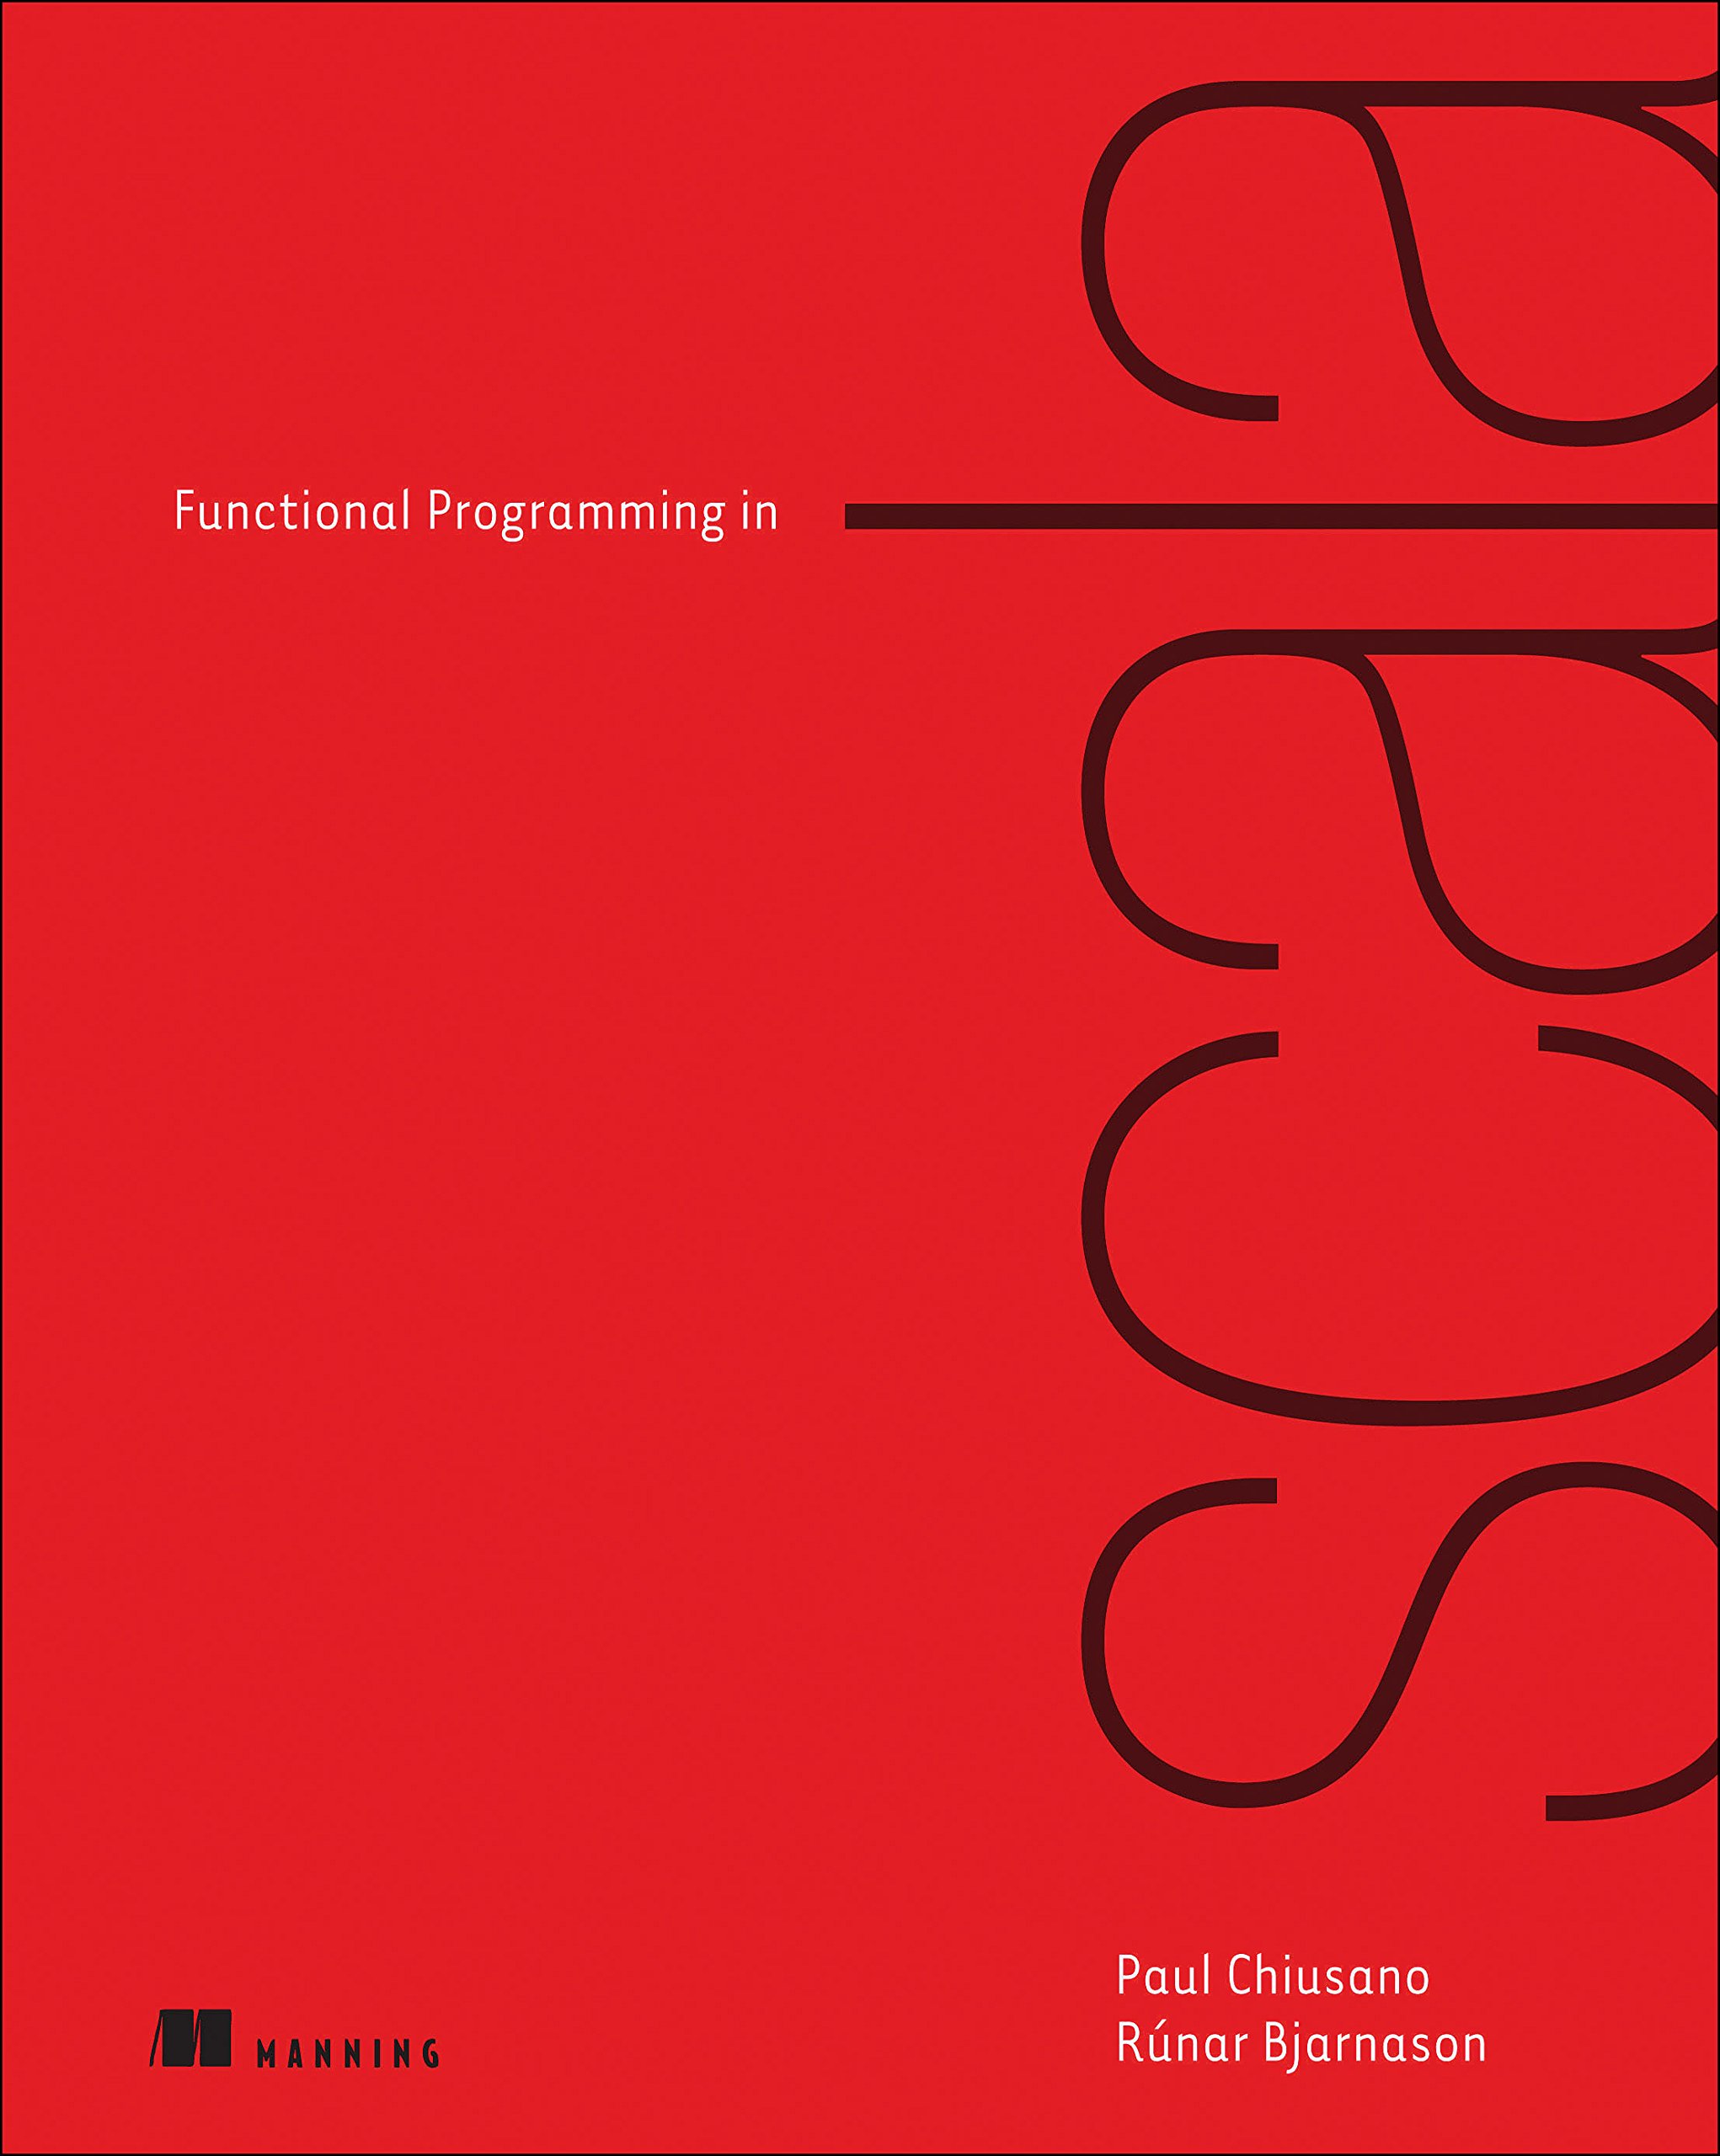 Functional Programming in
scala
Paul Chiusano
Rúnar Bjarnason
MANNING